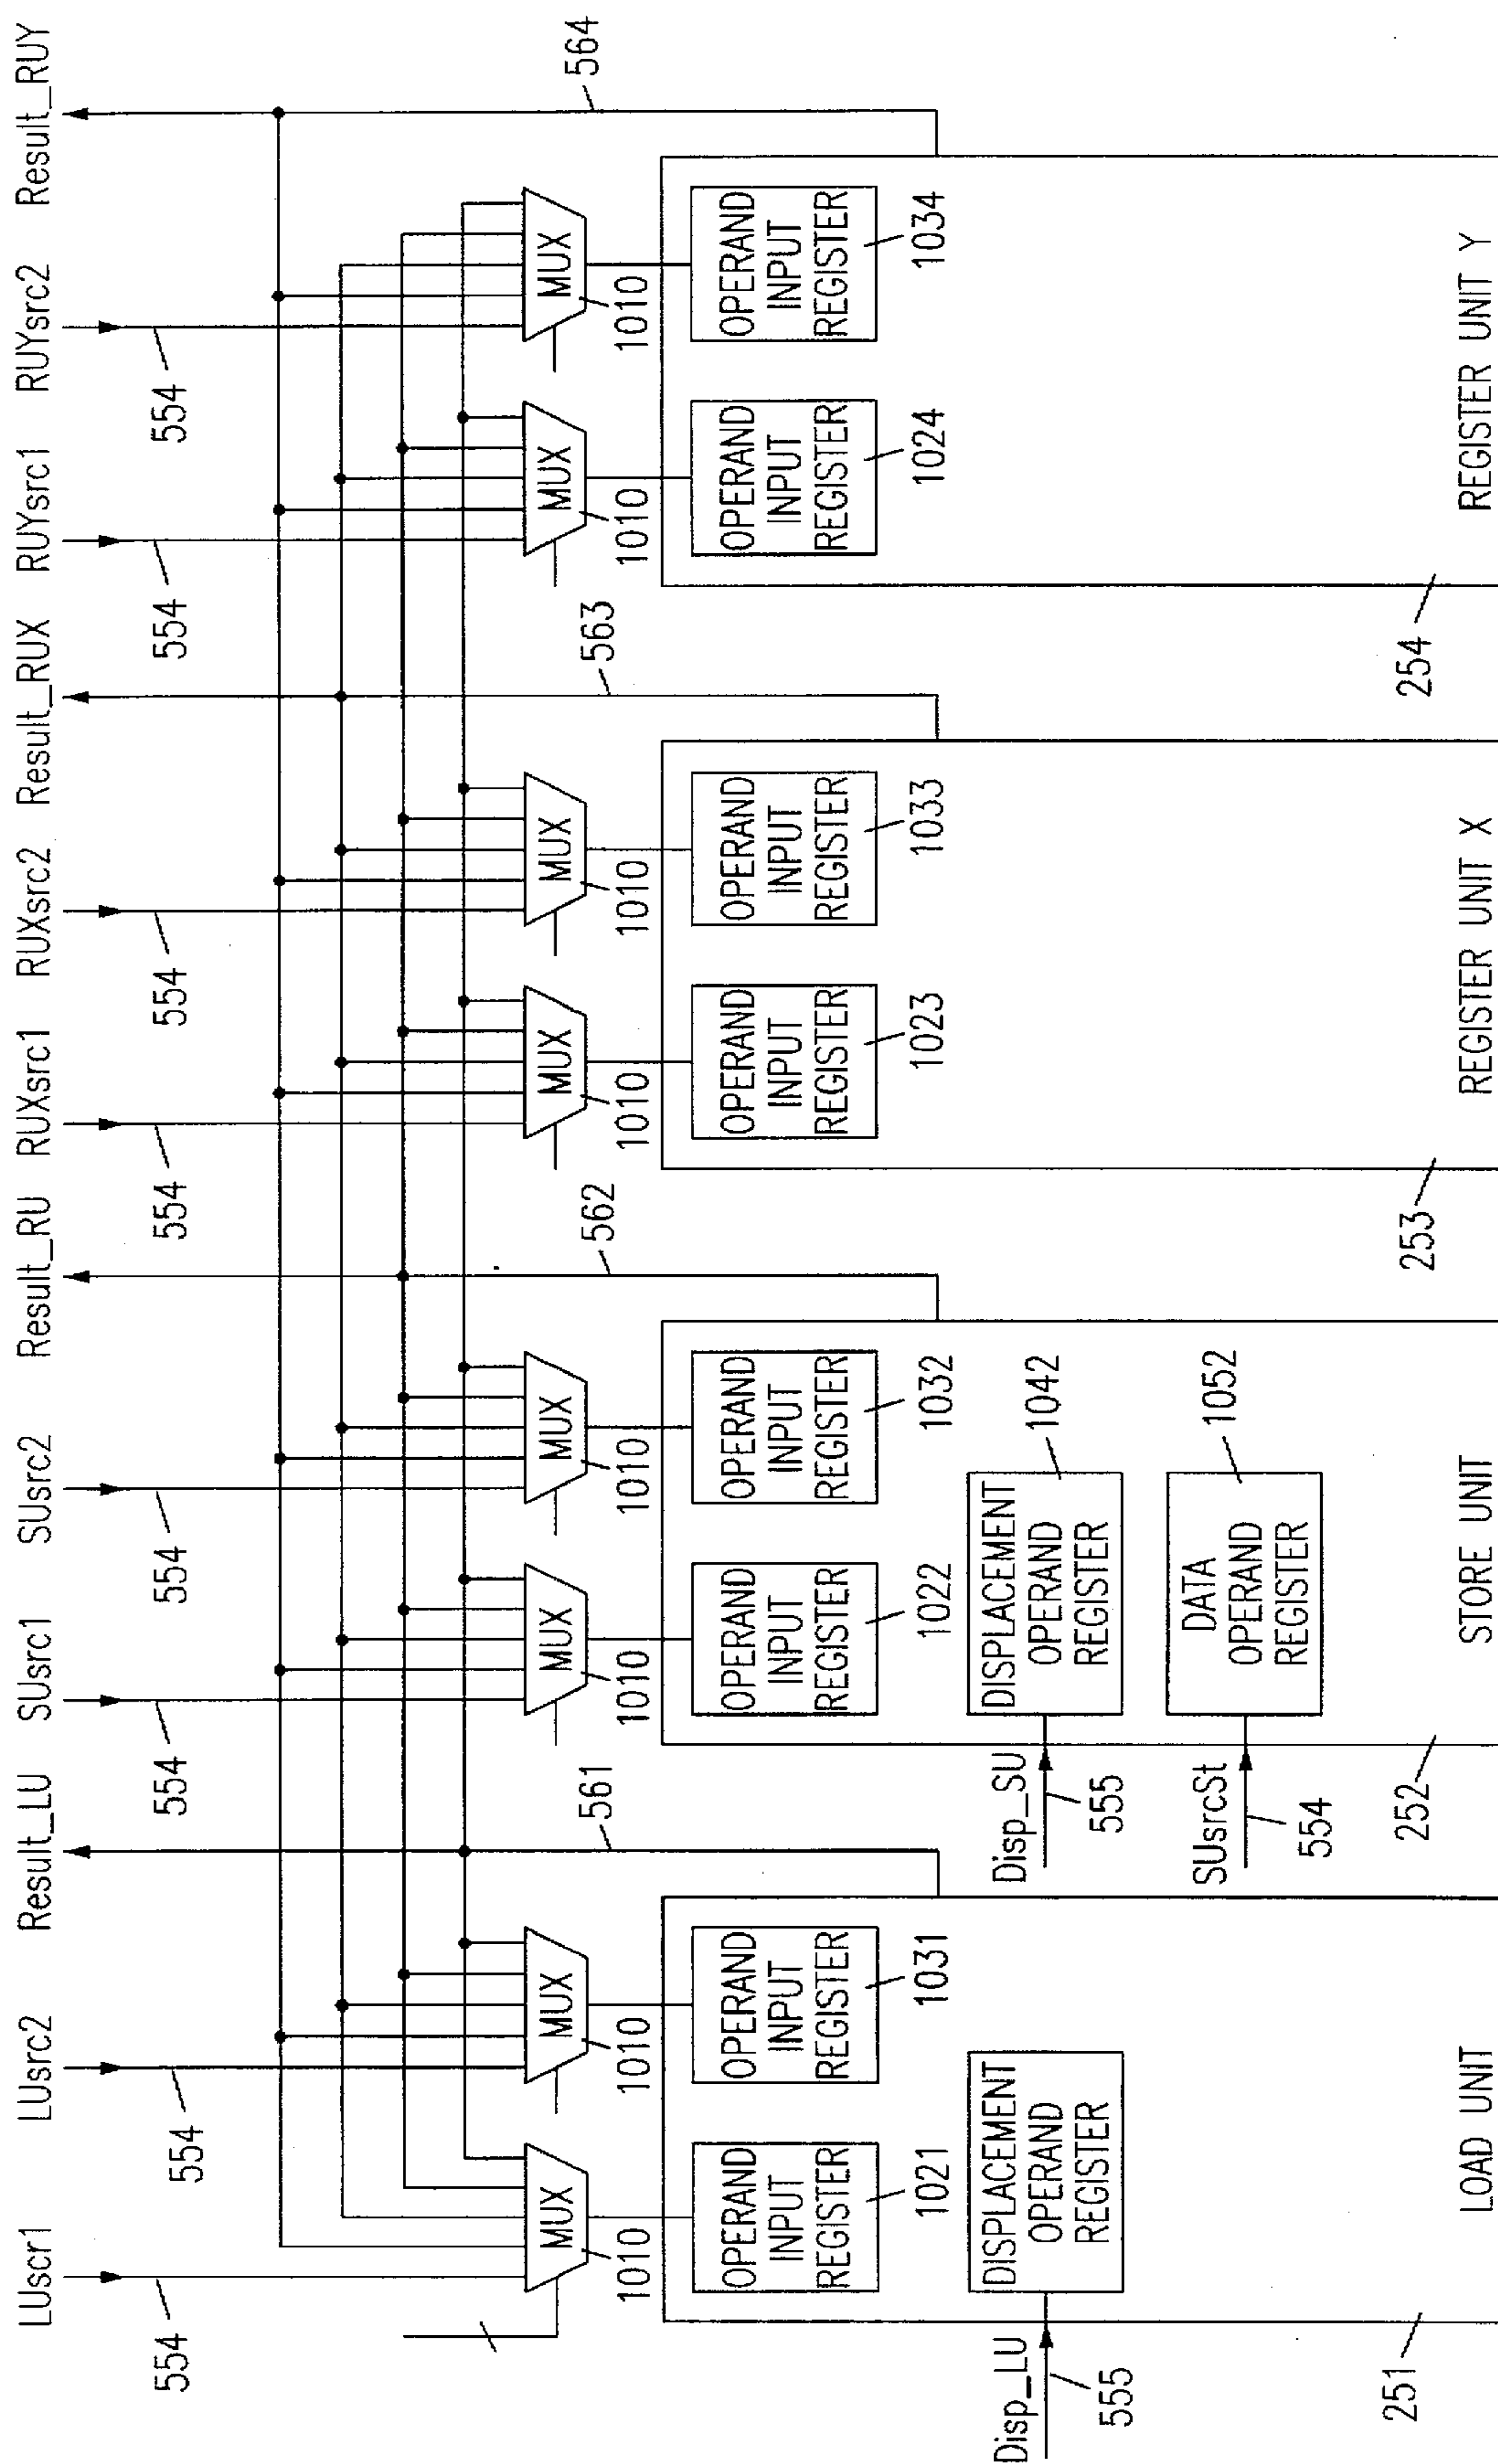 LUscr1
LUsrc2
Result_LU
SUsrc1
SUsrc2
Result_RU
RUXsrc1
RUXsrc2
Result_RUX
RUYsrc1
RUYsrc2
Result_RUY
554
554
554
554
554
554
554
554
561
562
563
564
MUX
MUX
MUX
MUX
MUX
MUX
MUX
MUX
1010
1010
1010
1010
1010
1010
1010
1010
OPERAND
INPUT
REGISTER
1021
OPERAND
INPUT
REGISTER
1031
OPERAND
INPUT
REGISTER
1022
OPERAND
INPUT
REGISTER
1032
OPERAND
INPUT
REGISTER
1023
OPERAND
INPUT
REGISTER
1033
OPERAND
INPUT
REGISTER
1024
OPERAND
INPUT
REGISTER
1034
Disp_LU
555
DISPLACEMENT
OPERAND
REGISTER
Disp_SU
555
DISPLACEMENT
OPERAND
REGISTER
1042
SUsrcSt
554
DATA
OPERAND
REGISTER
1052
251
LOAD UNIT
252
STORE UNIT
253
REGISTER UNIT X
254
REGISTER UNIT Y